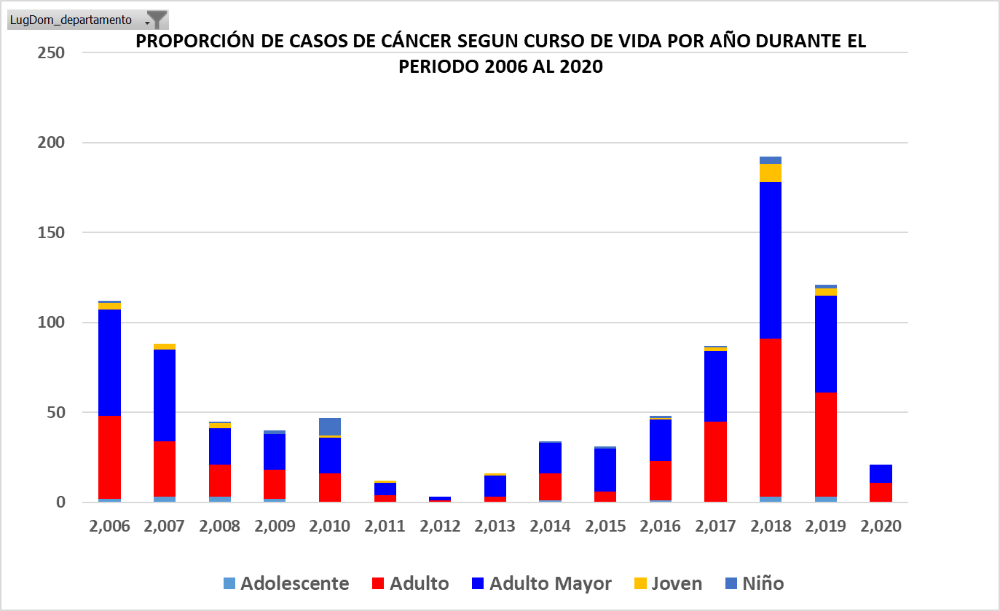 LugDom_departamento
PROPORCIÓN DE CASOS DE CÁNCER SEGUN CURSO DE VIDA POR AÑO DURANTE EL
PERIODO 2006 AL 2020
250
200
150
100
50
0
2,006 2,007 2,008 2,009 2,010 2,011 2,012 2,013 2,014 2,015 2,016 2,017 2,018 2,019 2,020
Adolescente Adulto Adulto Mayor Joven Niño